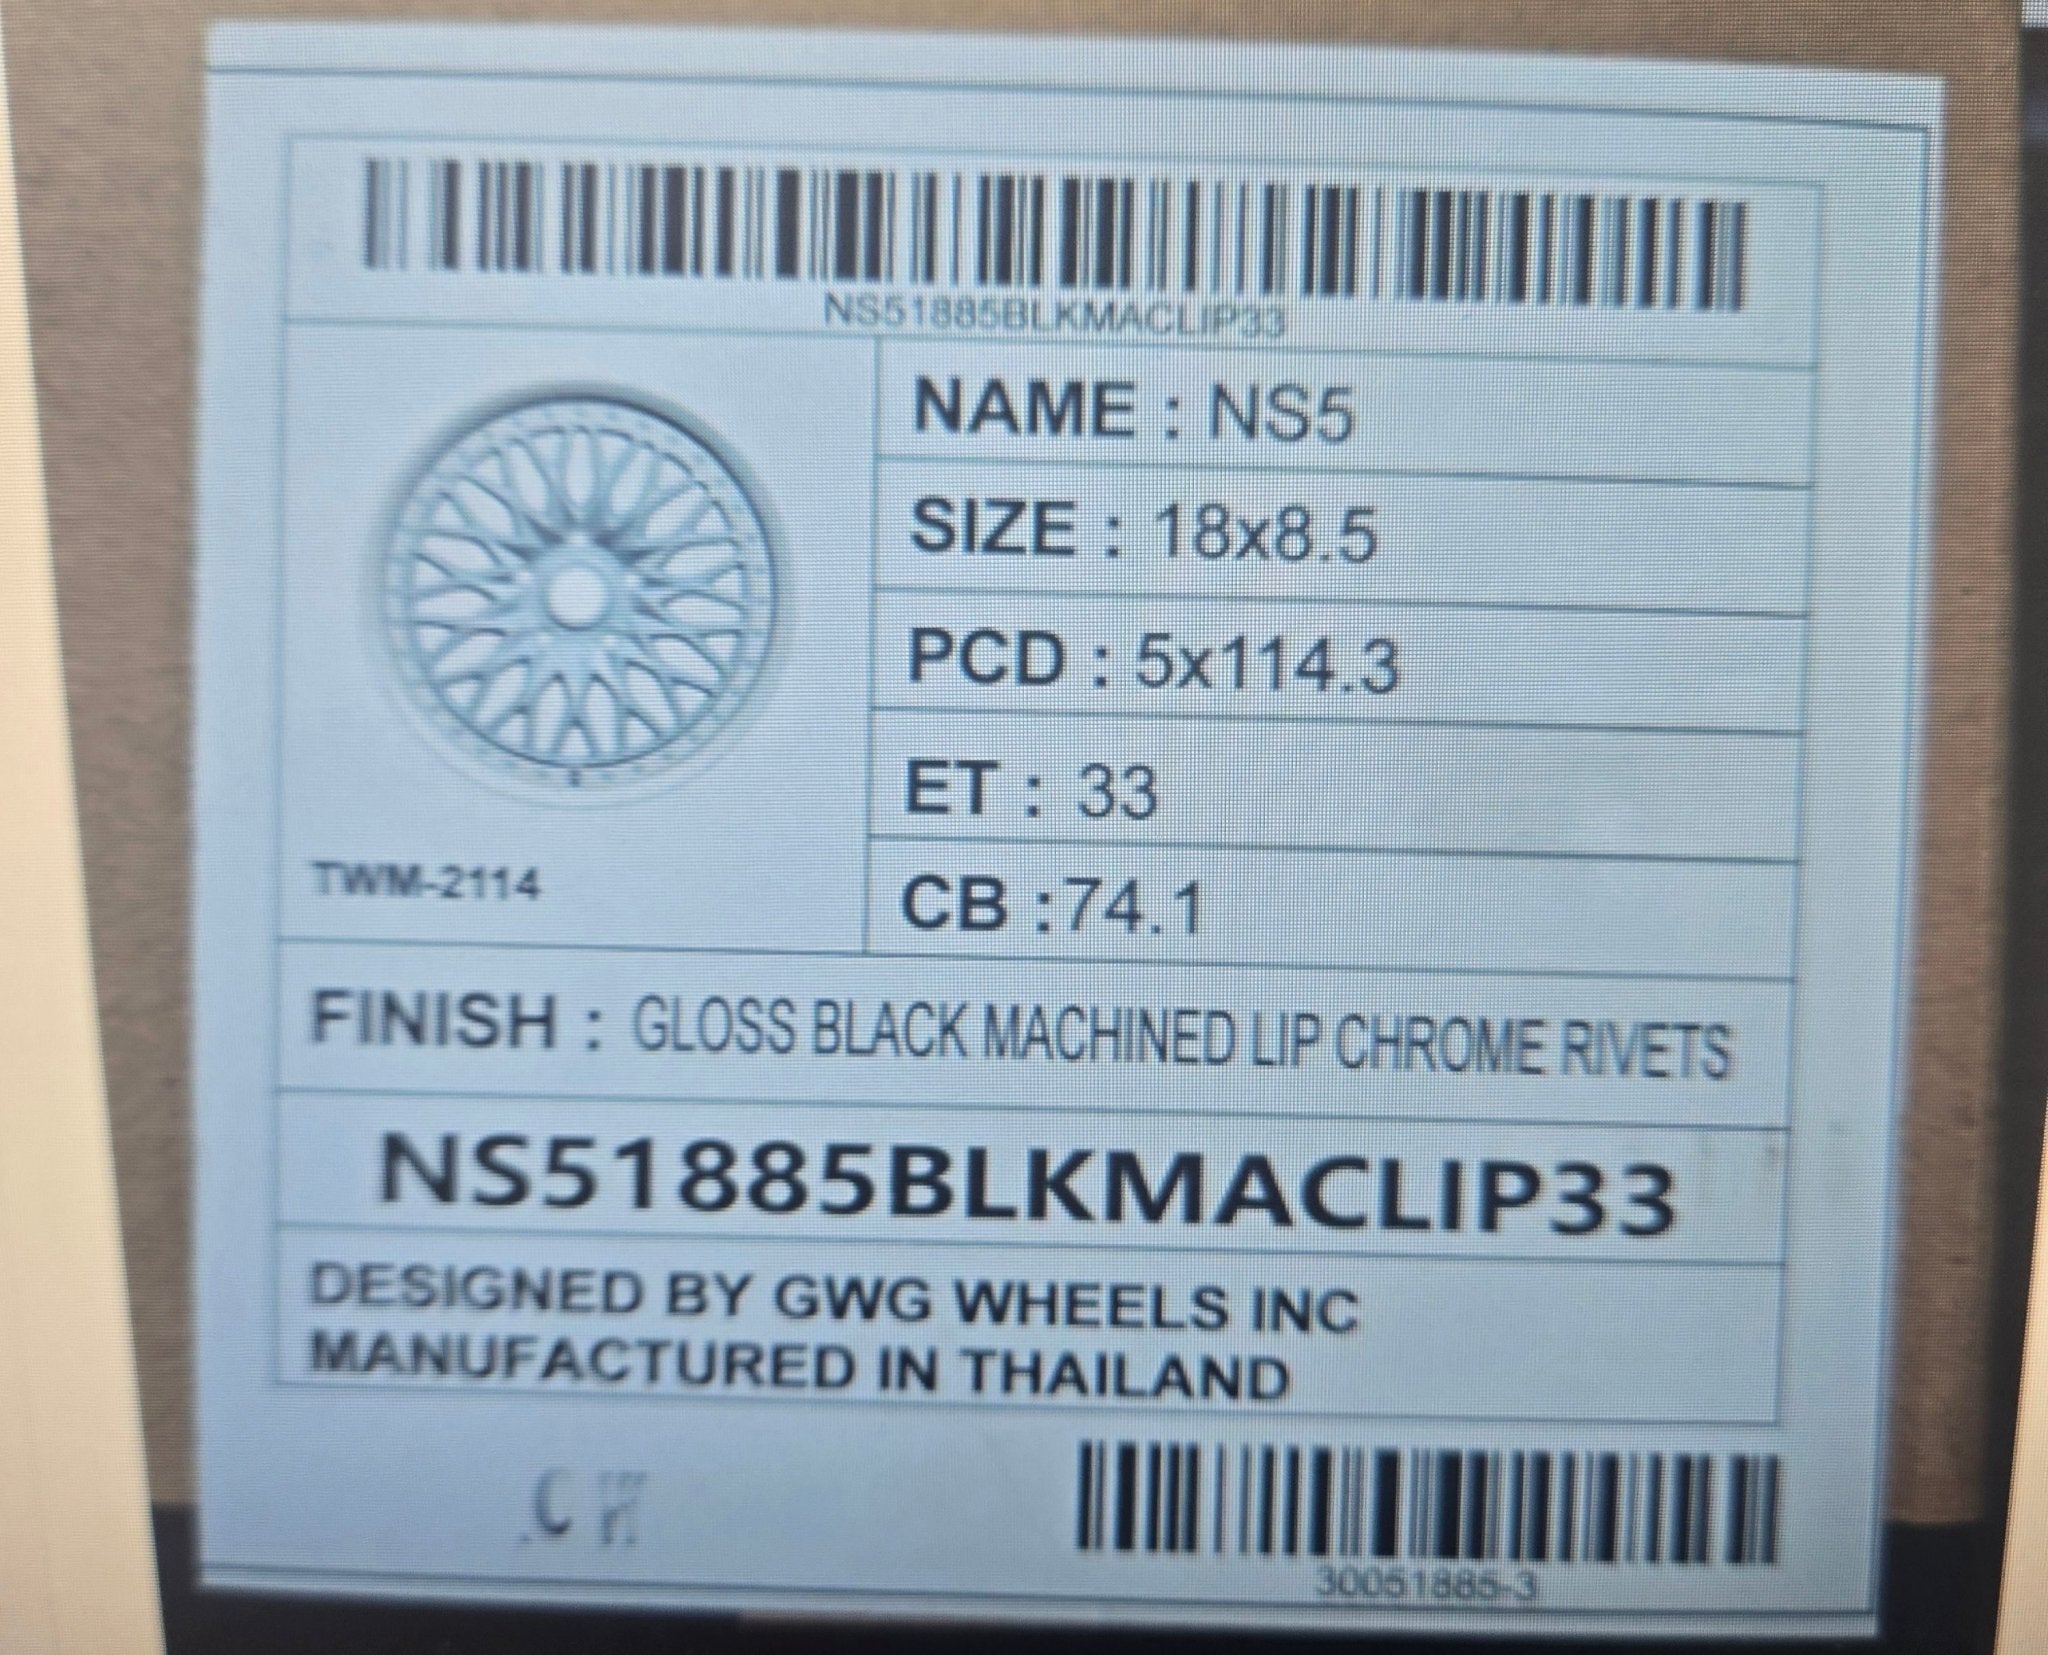 NS51885BLKMACLIP33
NAME : NS5
SIZE : 18x8.5
PCD : 5x114.3
ET : 33
CB :74.1
TWM-2114
FINISH : GLOSS BLACK MACHINED LIP CHROME RIVETS
NS51885BLKMACLIP33
DESIGNED BY GWG WHEELS INC
MANUFACTURED IN THAILAND
30051885-3